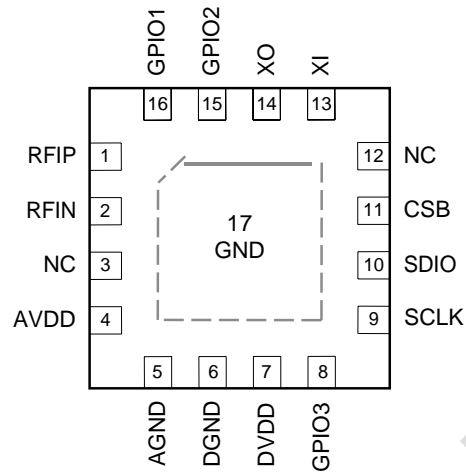 GPIO1
GPIO2
XO
XI
16
15
14
13
RFIP
1
12
NC
RFIN
2
11
CSB
17
GND
NC
3
10
SDIO
AVDD
4
9
SCLK
5
6
7
8
AGND
DGND
DVDD
GPIO3